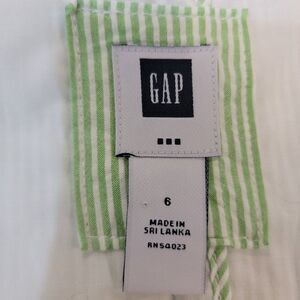 GAP
6
MADE IN
SRI LANKA
RN54023